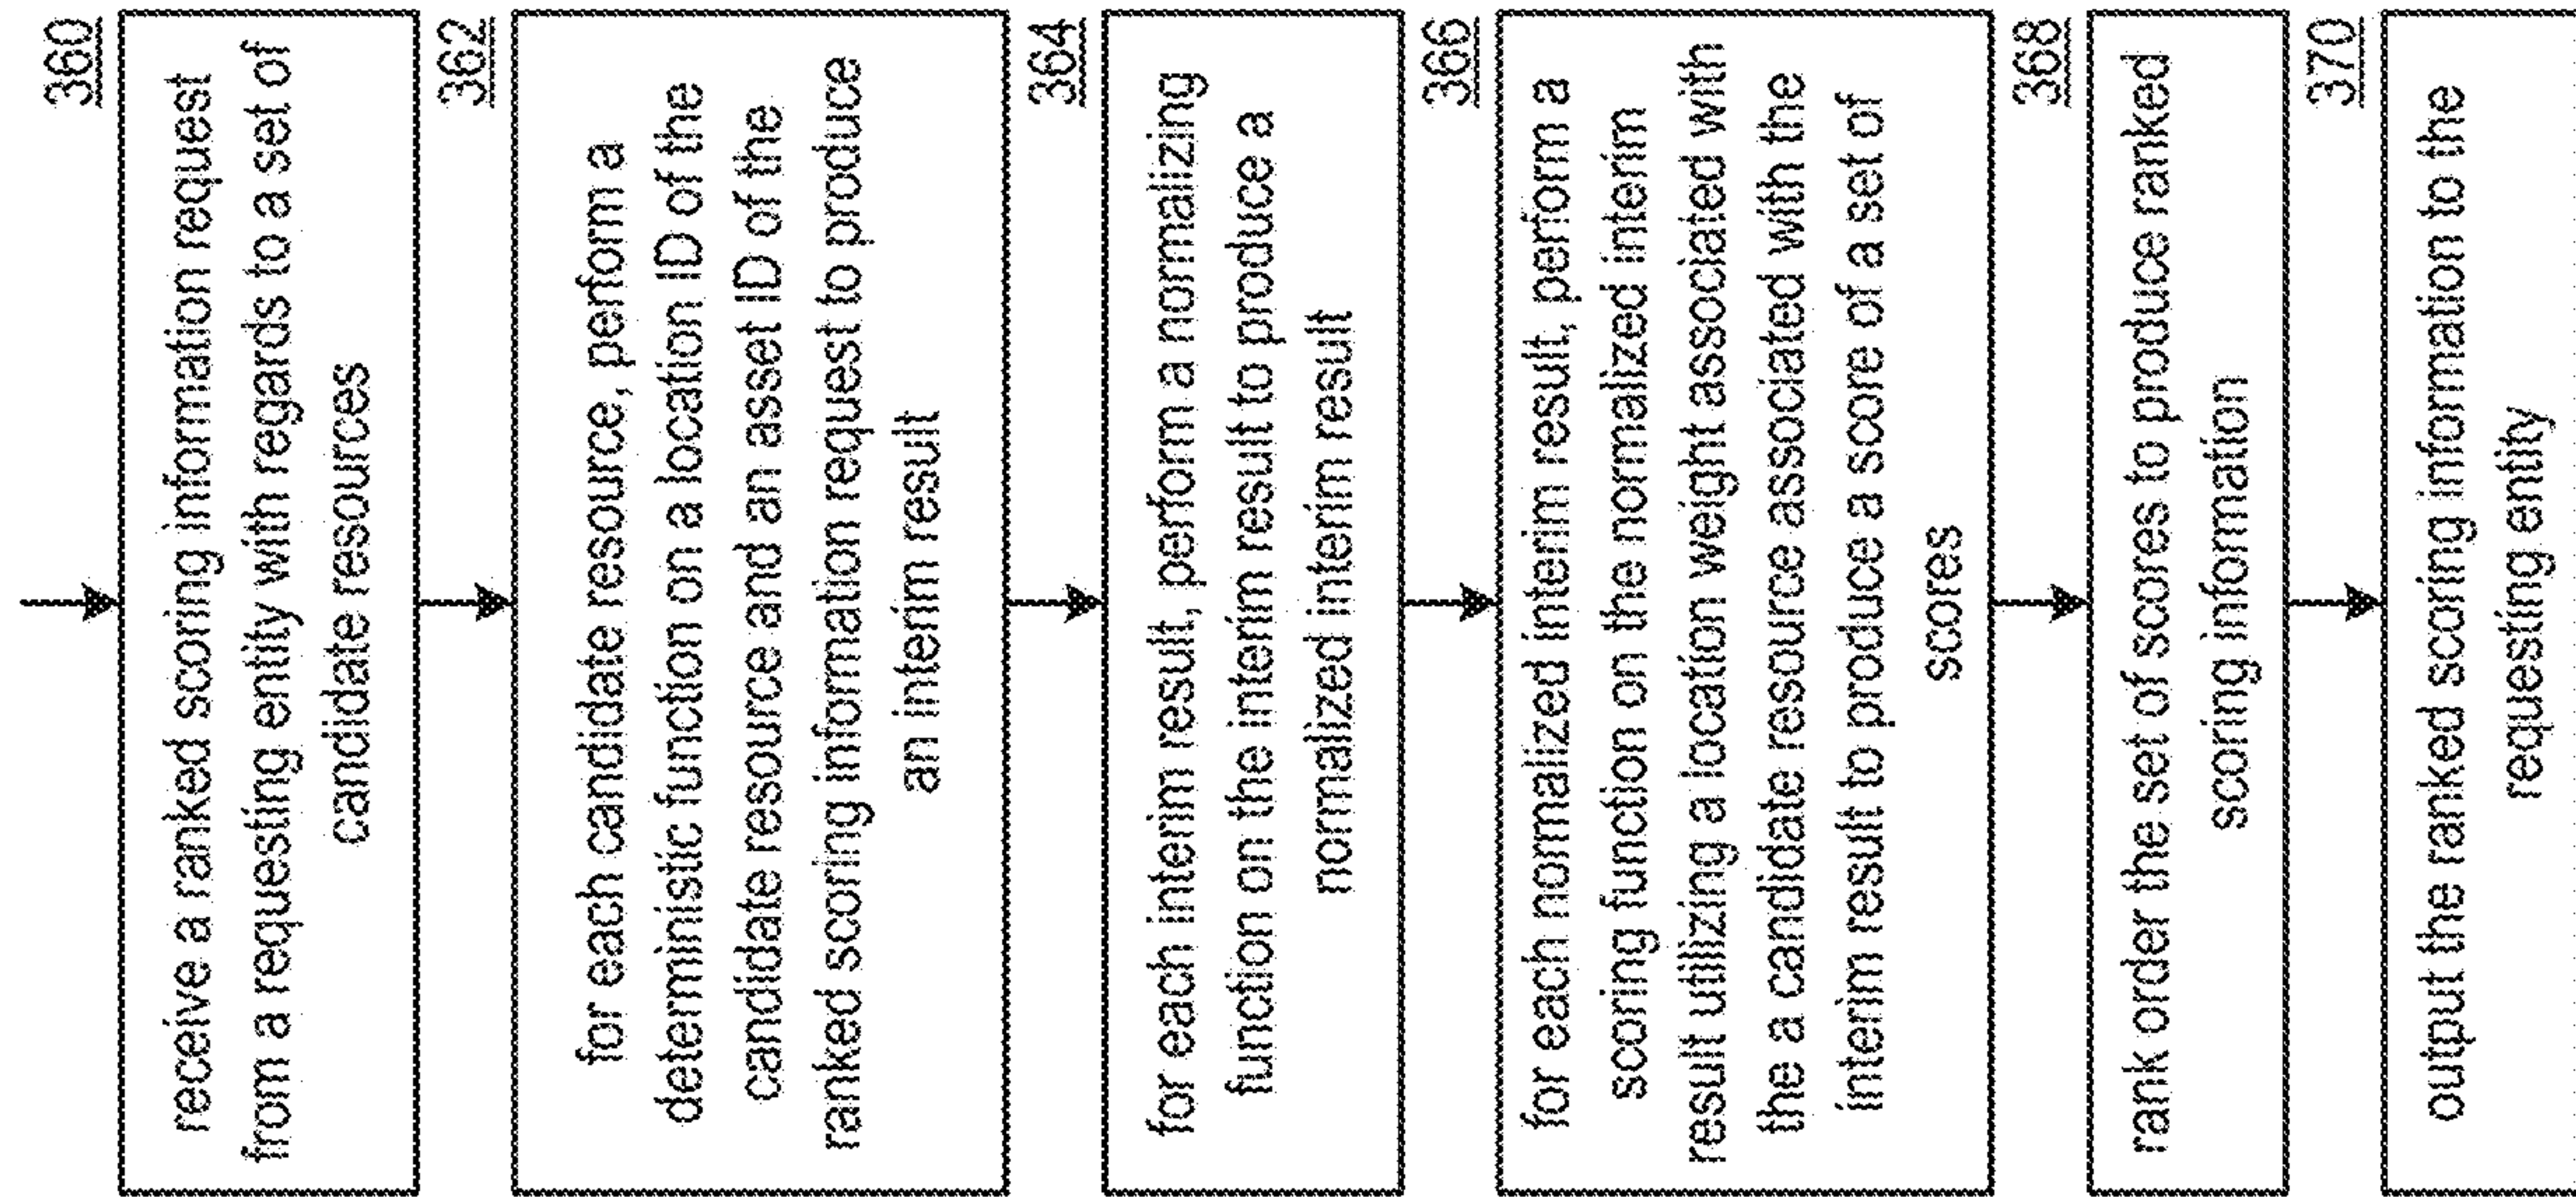 360
receive a ranked scoring information request
from a requesting entity with regards to a set of
candidate resources
362
for each candidate resource, perform a
deterministic function on a location ID of the
candidate resource and an asset ID of the
ranked scoring information request to produce
an interim result
364
for each interim result, perform a normalizing
function on the interim result to produce a
normalized interim result
366
for each normalized interim result, perform a
scoring function on the normalized interim
result utilizing a location weight associated with
the a candidate resource associated with the
interim result to produce a score of a set of
scores
368
rank order the set of scores to produce ranked
scoring information
370
output the ranked scoring information to the
requesting entity